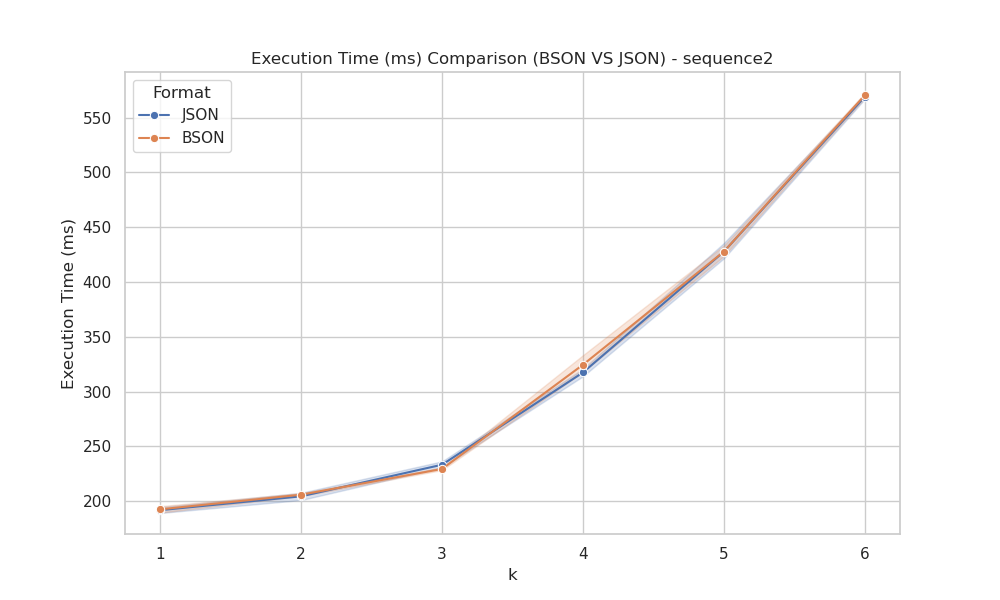 Execution Time (ms) Comparison (BSON VS JSON) - sequence2
Format
JSON
BSON
Execution Time (ms)
550
500
450
400
350
300
250
200
1 2 3 4 5 6
k